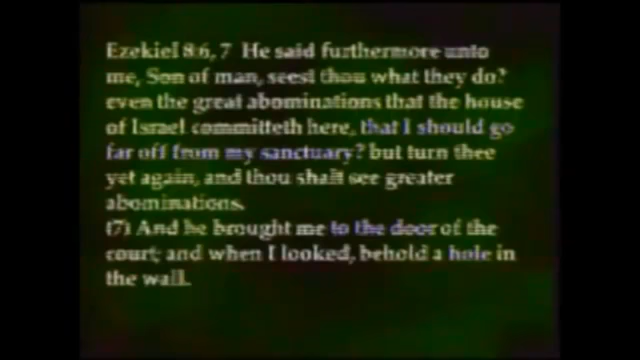 Ezekiel 8:6, 7 He said furthermore unto
me, Son of man, seest thou what they do?
even the great abominations that the house
of Israel committeth here, that I should go
far off from my sanctuary? but turn thee
yet again, and thou shalt see greater
abominations.
(7) And he brought me to the door of the
court; and when I looked, behold a hole in
the wall.